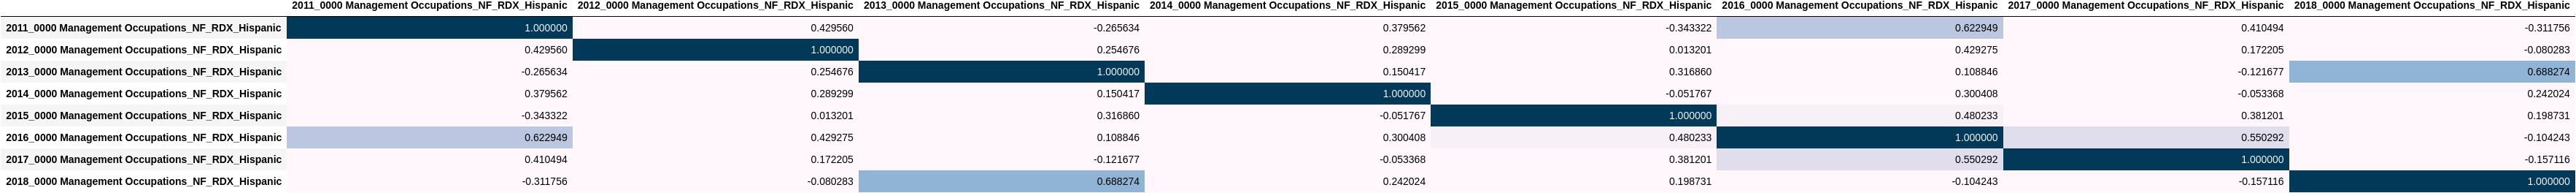 2011_0000 Management Occupations_NF_RDX_Hispanic 2012_0000 Management Occupations_NF_RDX_Hispanic 2013_0000 Management Occupations_NF_RDX_Hispanic 2014_0000 Management Occupations_NF_RDX_Hispanic 2015_0000 Management Occupations_NF_RDX_Hispanic 2016_0000 Management Occupations_NF_RDX_Hispanic 2017_0000 Management Occupations_NF_RDX_Hispanic 2018_0000 Management Occupations_NF_RDX_Hispanic
2011_0000 Management Occupations_NF_RDX_Hispanic 1.000000 0.429560 -0.265634 0.379562 -0.343322 0.622949 0.410494 -0.311756
2012_0000 Management Occupations_NF_RDX_Hispanic 0.429560 1.000000 0.254676 0.289299 0.013201 0.429275 0.172205 -0.080283
2013_0000 Management Occupations_NF_RDX_Hispanic -0.265634 0.254676 1.000000 0.150417 0.316860 0.108846 -0.121677 0.688274
2014_0000 Management Occupations_NF_RDX_Hispanic 0.379562 0.289299 0.150417 1.000000 -0.051767 0.300408 -0.053368 0.242024
2015_0000 Management Occupations_NF_RDX_Hispanic -0.343322 0.013201 0.316860 -0.051767 1.000000 0.480233 0.381201 0.198731
2016_0000 Management Occupations_NF_RDX_Hispanic 0.622949 0.429275 0.108846 0.300408 0.480233 1.000000 0.550292 -0.104243
2017_0000 Management Occupations_NF_RDX_Hispanic 0.410494 0.172205 -0.121677 -0.053368 0.381201 0.550292 1.000000 -0.157116
2018_0000 Management Occupations_NF_RDX_Hispanic -0.311756 -0.080283 0.688274 0.242024 0.198731 -0.104243 -0.157116 1.000000